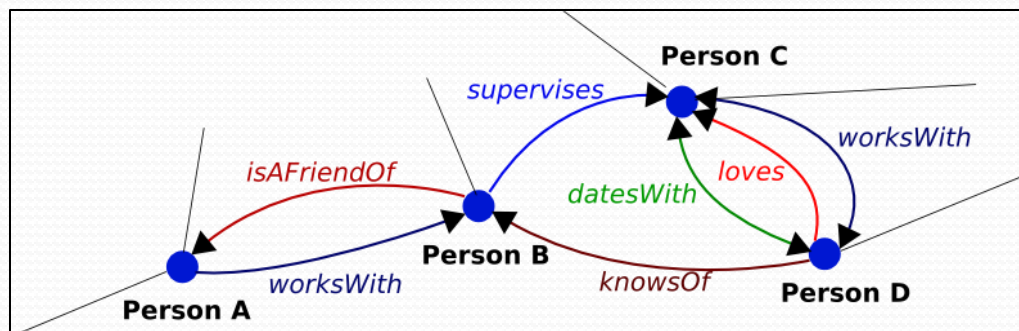 Person C
supervises
worksWith
isAFriendOf
loves
datesWith
Person B
worksWith
knowsOf
Person D
Person A